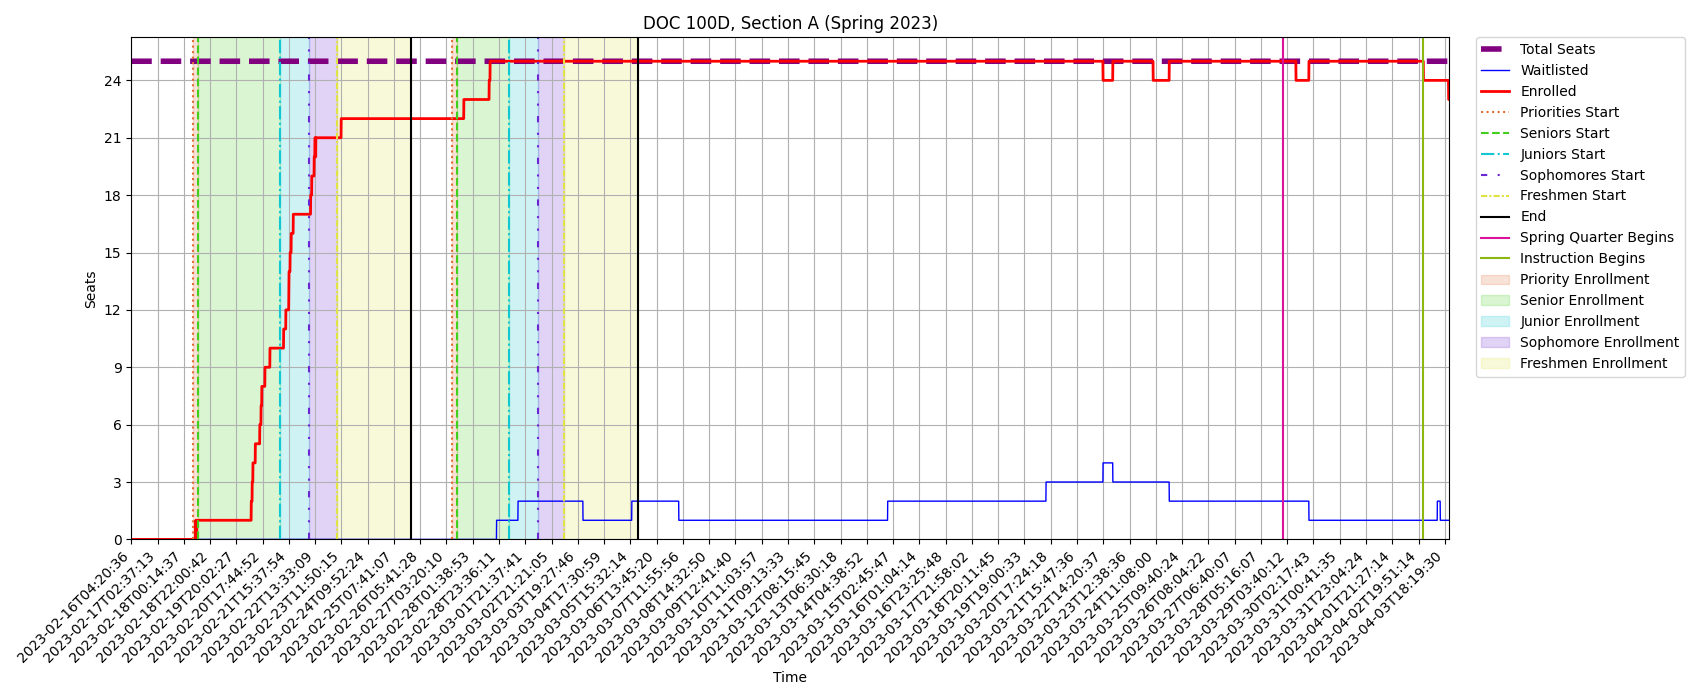 DOC 100D, Section A (Spring 2023)
Seats
24
21
18
15
12
9
6
3
0
2023-02-16T04:20:36
2023-02-17T02:37:13
2023-02-18T00:14:37
2023-02-18T22:00:42
2023-02-19T20:02:27
2023-02-20T17:44:52
2023-02-21T15:37:54
2023-02-22T13:33:09
2023-02-23T11:50:15
2023-02-24T09:52:24
2023-02-25T07:41:07
2023-02-26T05:41:28
2023-02-27T03:20:10
2023-02-28T01:38:53
2023-02-28T23:36:11
2023-03-01T21:37:41
2023-03-02T21:21:05
2023-03-03T19:27:46
2023-03-04T17:30:59
2023-03-05T15:32:14
2023-03-06T13:45:20
2023-03-07T11:55:56
2023-03-08T14:32:50
2023-03-09T12:41:40
2023-03-10T11:03:57
2023-03-11T09:13:33
2023-03-12T08:15:45
2023-03-13T06:30:18
2023-03-14T04:38:52
2023-03-15T02:45:47
2023-03-16T01:04:14
2023-03-16T23:25:48
2023-03-17T21:58:02
2023-03-18T20:11:45
2023-03-19T19:00:33
2023-03-20T17:24:18
2023-03-21T15:47:36
2023-03-22T14:20:37
2023-03-23T12:38:36
2023-03-24T11:08:00
2023-03-25T09:40:24
2023-03-26T08:04:22
2023-03-27T06:40:07
2023-03-28T05:16:07
2023-03-29T03:40:12
2023-03-30T02:17:43
2023-03-31T00:41:35
2023-03-31T23:04:24
2023-04-01T21:27:14
2023-04-02T19:51:14
2023-04-03T18:19:30
Time
Total Seats
Waitlisted
Enrolled
Priorities Start
Seniors Start
Juniors Start
Sophomores Start
Freshmen Start
End
Spring Quarter Begins
Instruction Begins
Priority Enrollment
Senior Enrollment
Junior Enrollment
Sophomore Enrollment
Freshmen Enrollment